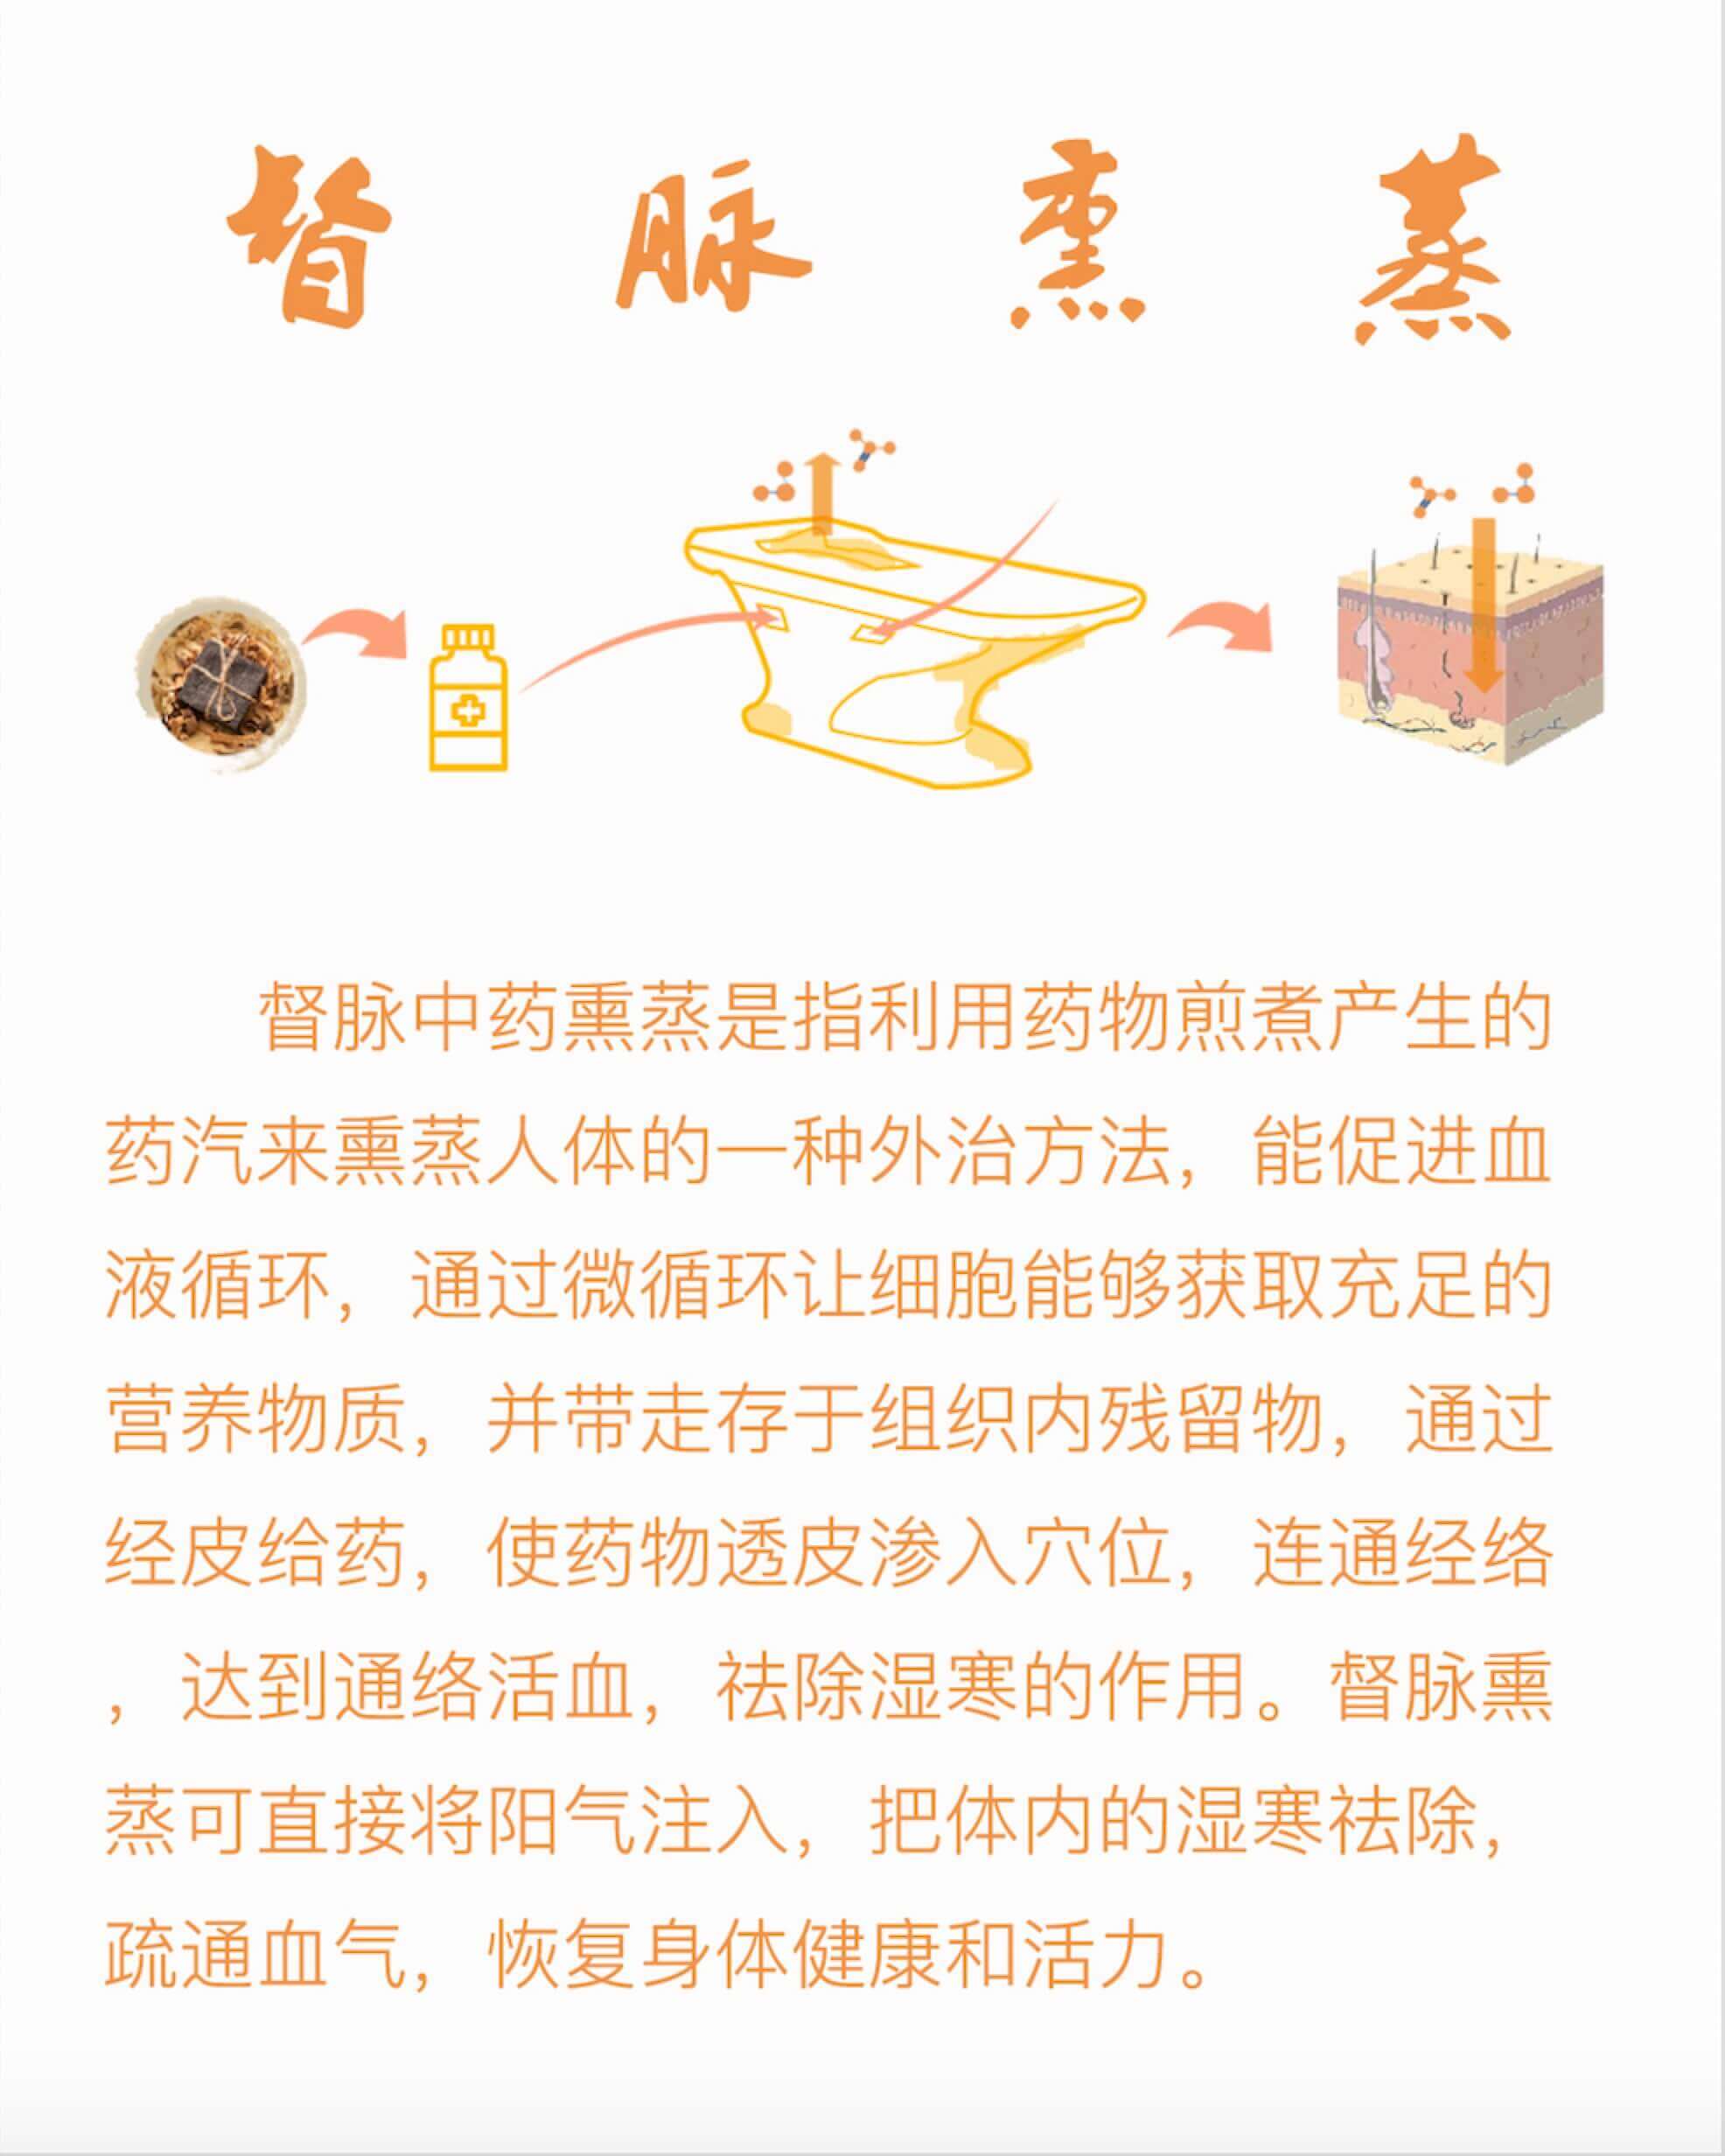 督脉熏蒸
督脉中药熏蒸是指利用药物煎煮产生的
药汽来熏蒸人体的一种外治方法，能促进血
液循环，通过微循环让细胞能够获取充足的
营养物质，并带走存于组织内残留物，通过
经皮给药，使药物透皮渗入穴位，连通经络
，达到通络活血，祛除湿寒的作用。督脉熏
蒸可直接将阳气注入，把体内的湿寒祛除，
疏通血气，恢复身体健康和活力。